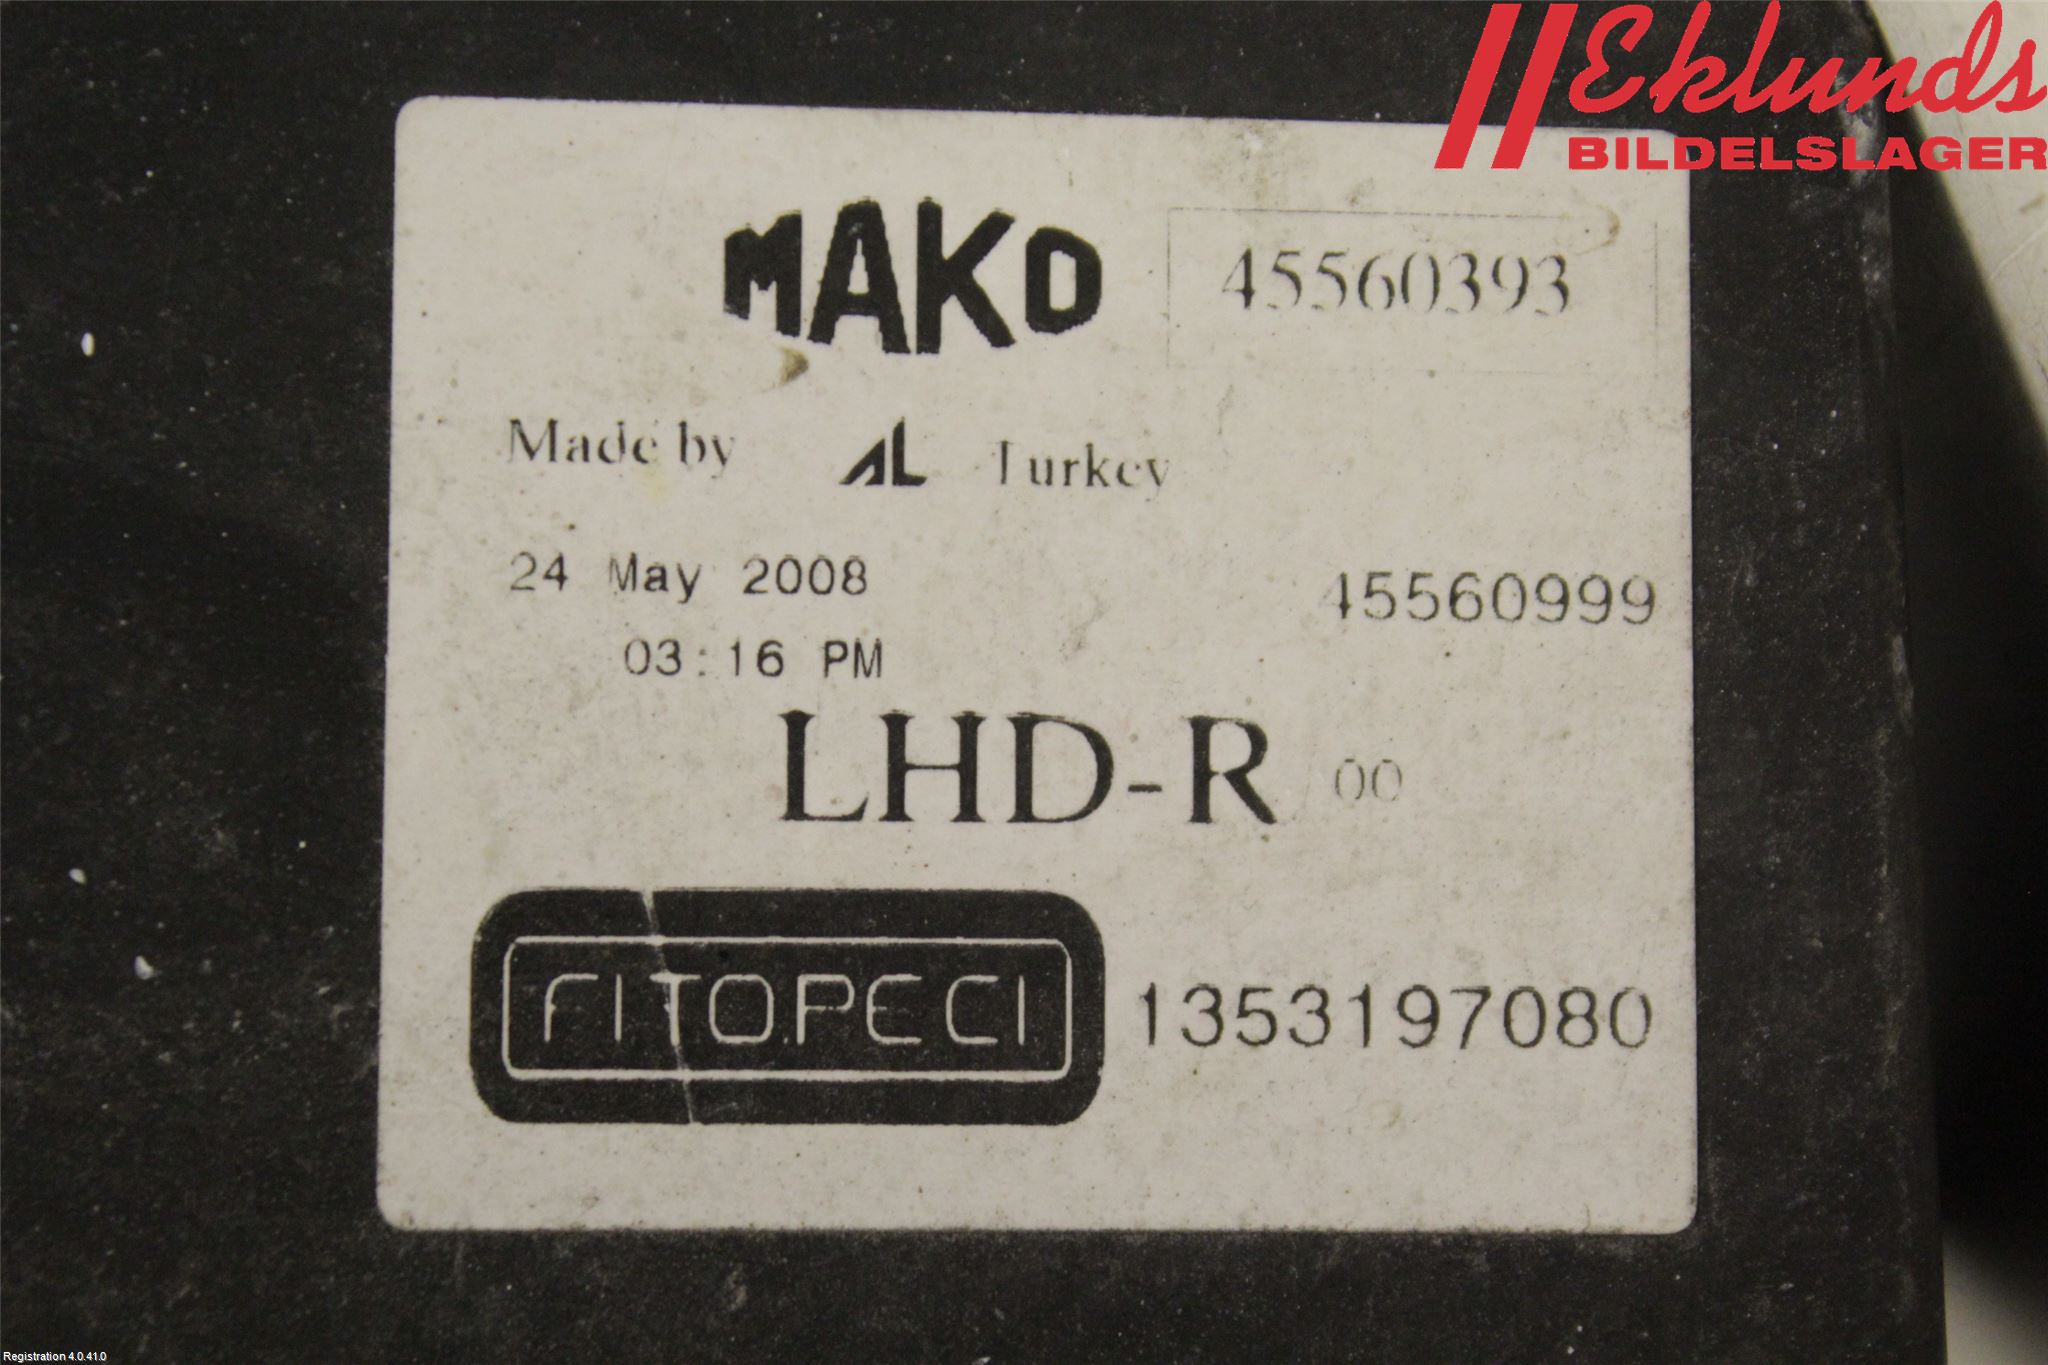 Eklunds
BILDELSLAGER
MAKO 45560393
Made by AL Turkey
24 May 2008 45560999
03:16 PM
LHD-R 00
FITOPECI 1353197080
Registration 4.0.41.0